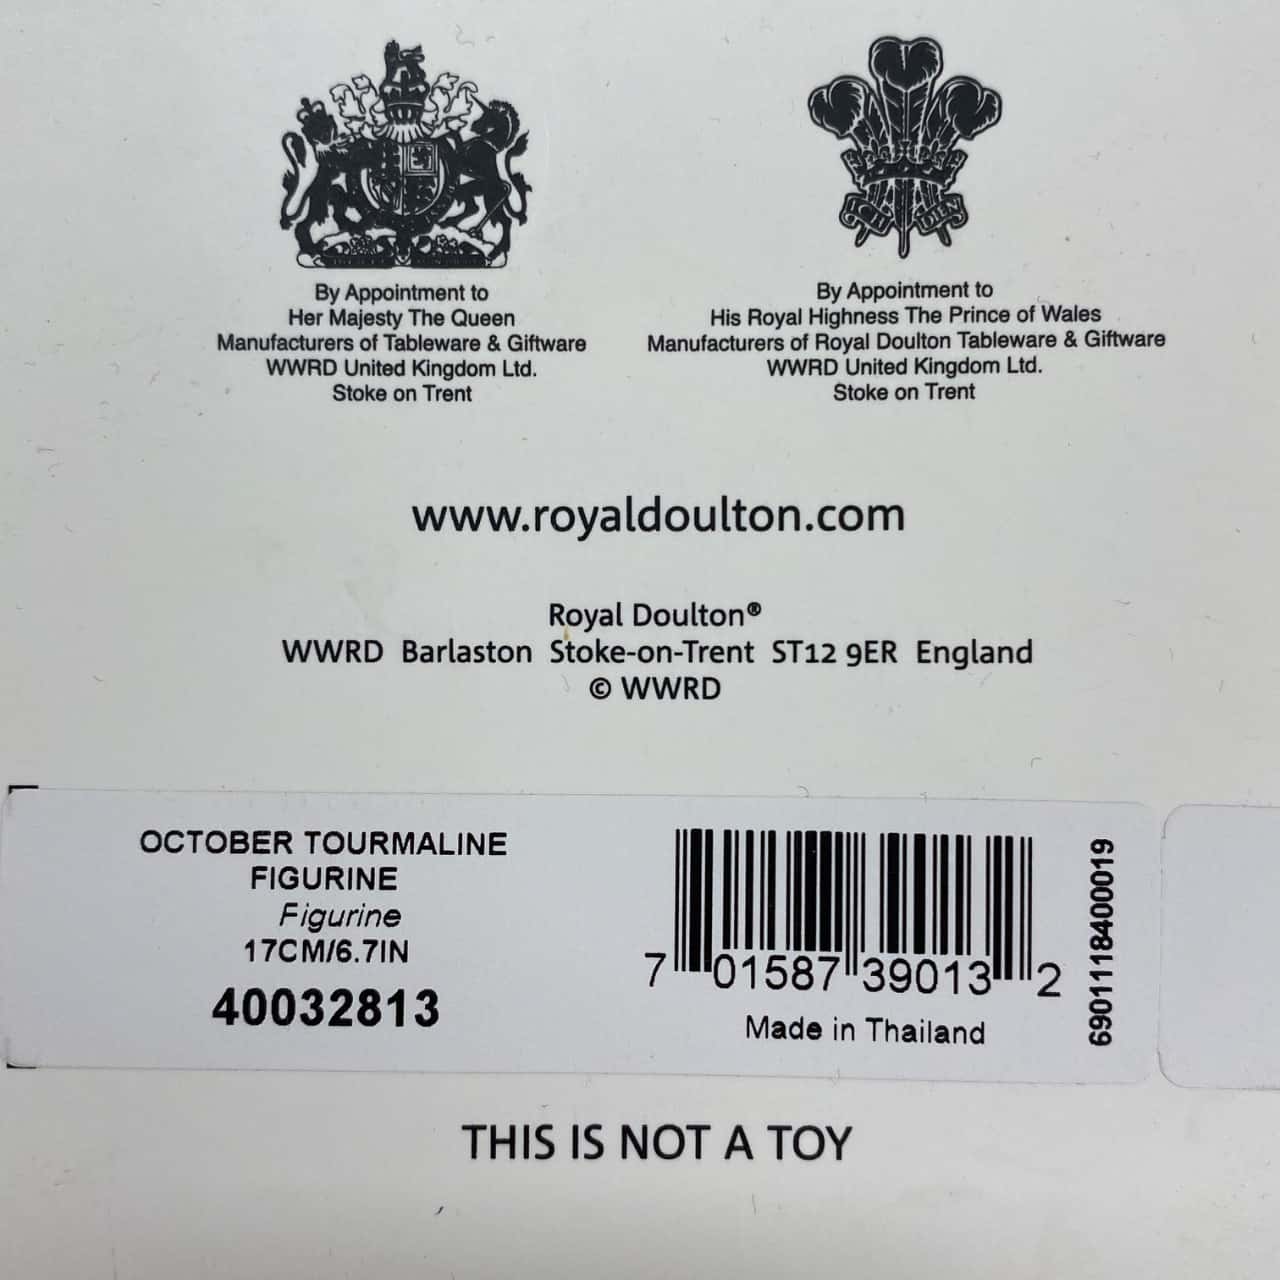 ICH DIEN
By Appointment to
Her Majesty The Queen
Manufacturers of Tableware & Giftware
WWRD United Kingdom Ltd.
Stoke on Trent
By Appointment to
His Royal Highness The Prince of Wales
Manufacturers of Royal Doulton Tableware & Giftware
WWRD United Kingdom Ltd.
Stoke on Trent
www.royaldoulton.com
Royal Doulton®
WWRD Barlaston Stoke-on-Trent ST12 9ER England
© WWRD
OCTOBER TOURMALINE
FIGURINE
Figurine
17CM/6.7IN
40032813
7 01587 39013 2
Made in Thailand
6901118400019
THIS IS NOT A TOY